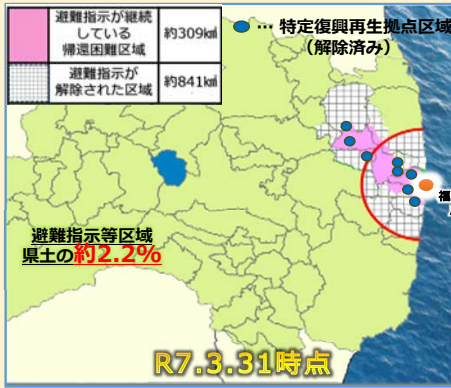 避難指示が継続
している
帰還困難区域
約309㎢
避難指示が
解除された区域
約841㎢
… 特定復興再生拠点区域
(解除済み)
福
避難指示等区域
県土の約2.2%
R7.3.31時点